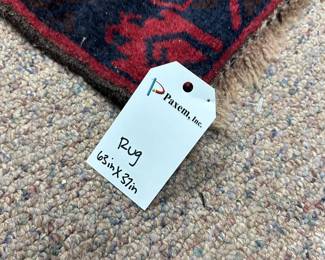 Paxem, Inc.
Rug
63in X 37in